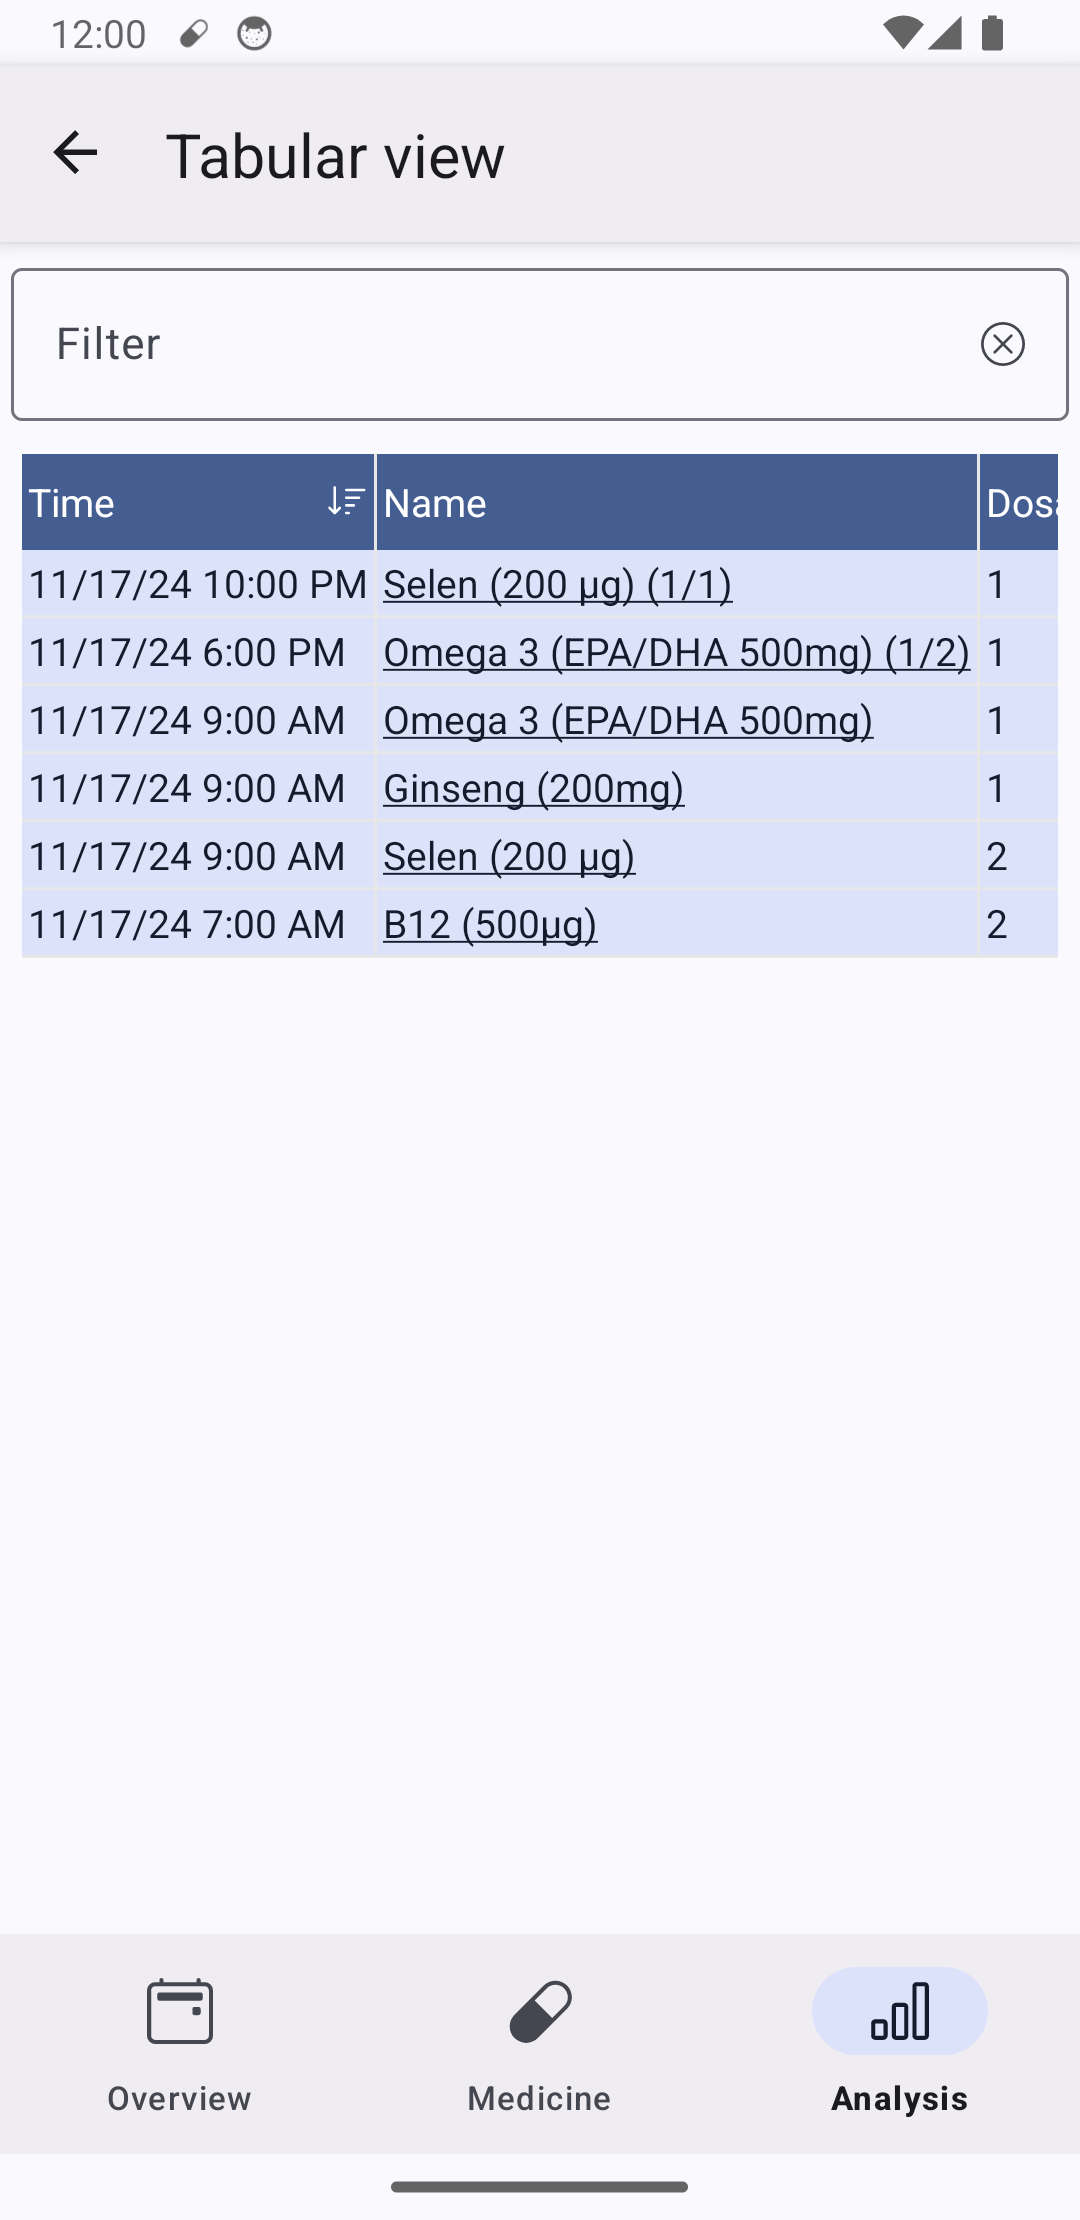 12:00
Tabular view
Filter
Time Name Dosa
11/17/24 10:00 PM Selen (200 µg) (1/1) 1
11/17/24 6:00 PM Omega 3 (EPA/DHA 500mg) (1/2) 1
11/17/24 9:00 AM Omega 3 (EPA/DHA 500mg) 1
11/17/24 9:00 AM Ginseng (200mg) 1
11/17/24 9:00 AM Selen (200 µg) 2
11/17/24 7:00 AM B12 (500µg) 2
Overview Medicine Analysis